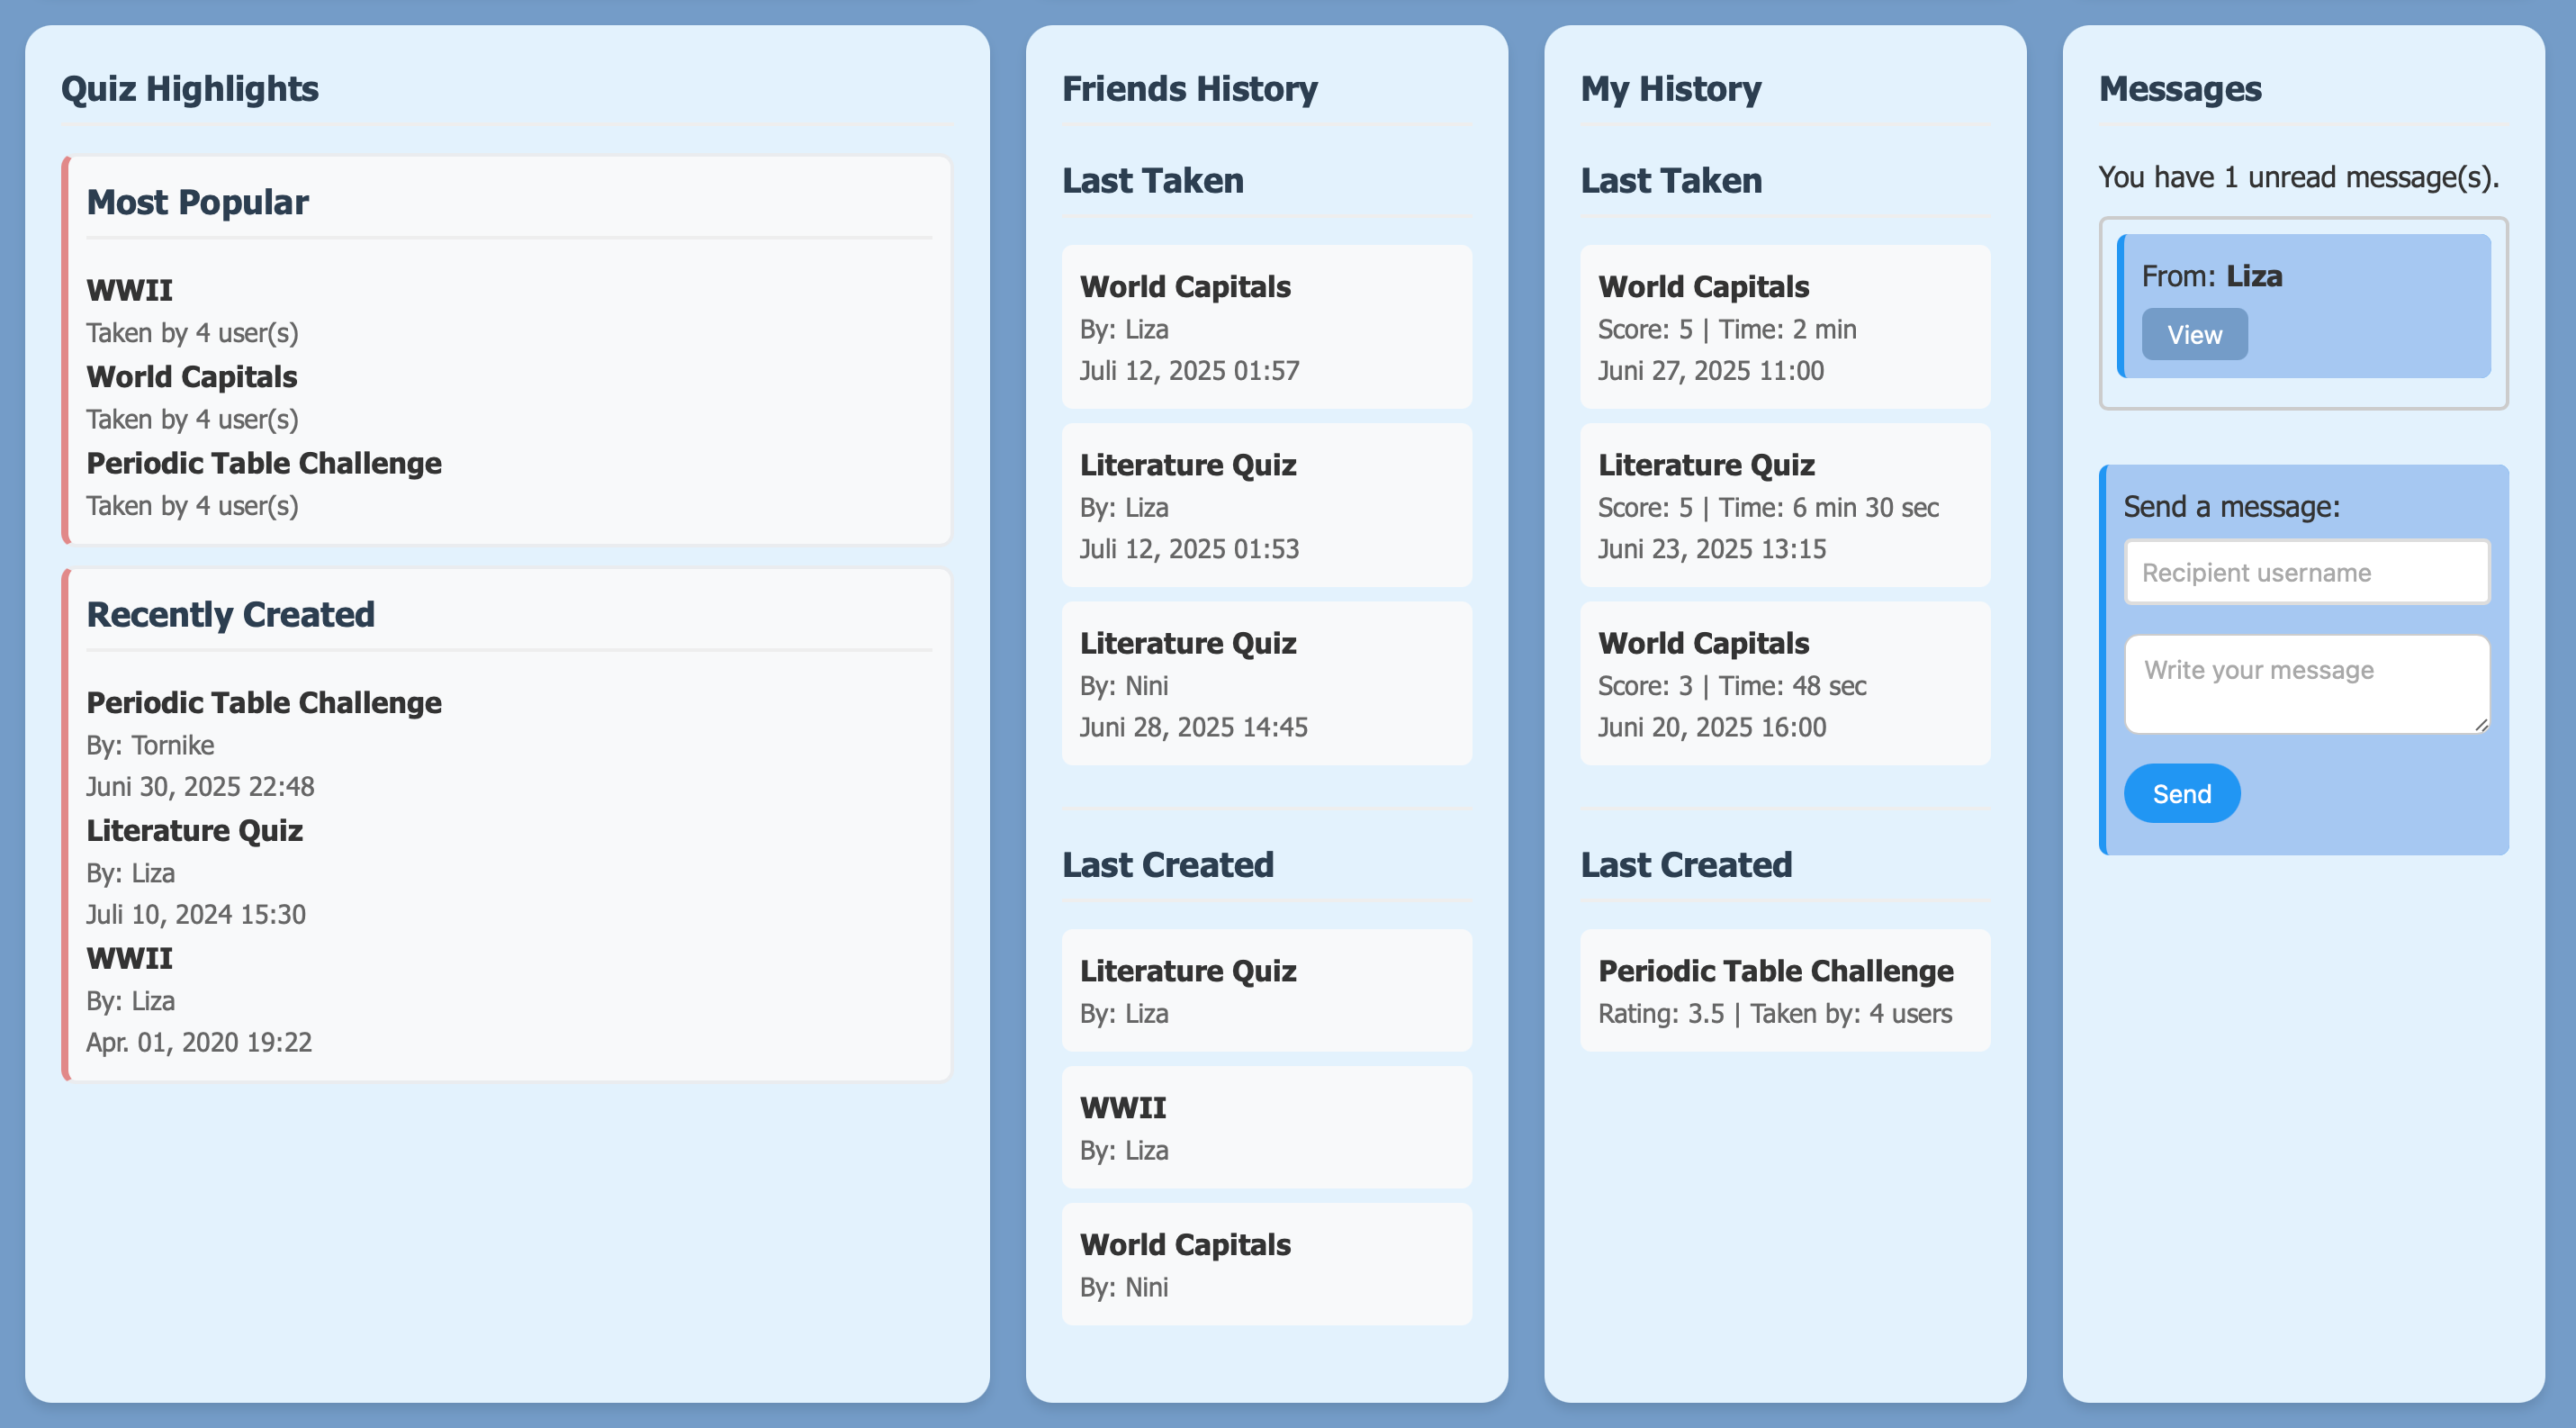 Quiz Highlights
Most Popular
WWII
Taken by 4 user(s)
World Capitals
Taken by 4 user(s)
Periodic Table Challenge
Taken by 4 user(s)
Recently Created
Periodic Table Challenge
By: Tornike
Juni 30, 2025 22:48
Literature Quiz
By: Liza
Juli 10, 2024 15:30
WWII
By: Liza
Apr. 01, 2020 19:22
Friends History
Last Taken
World Capitals
By: Liza
Juli 12, 2025 01:57
Literature Quiz
By: Liza
Juli 12, 2025 01:53
Literature Quiz
By: Nini
Juni 28, 2025 14:45
Last Created
Literature Quiz
By: Liza
WWII
By: Liza
World Capitals
By: Nini
My History
Last Taken
World Capitals
Score: 5 | Time: 2 min
Juni 27, 2025 11:00
Literature Quiz
Score: 5 | Time: 6 min 30 sec
Juni 23, 2025 13:15
World Capitals
Score: 3 | Time: 48 sec
Juni 20, 2025 16:00
Last Created
Periodic Table Challenge
Rating: 3.5 | Taken by: 4 users
Messages
You have 1 unread message(s).
From: Liza
View
Send a message:
Recipient username
Write your message
Send